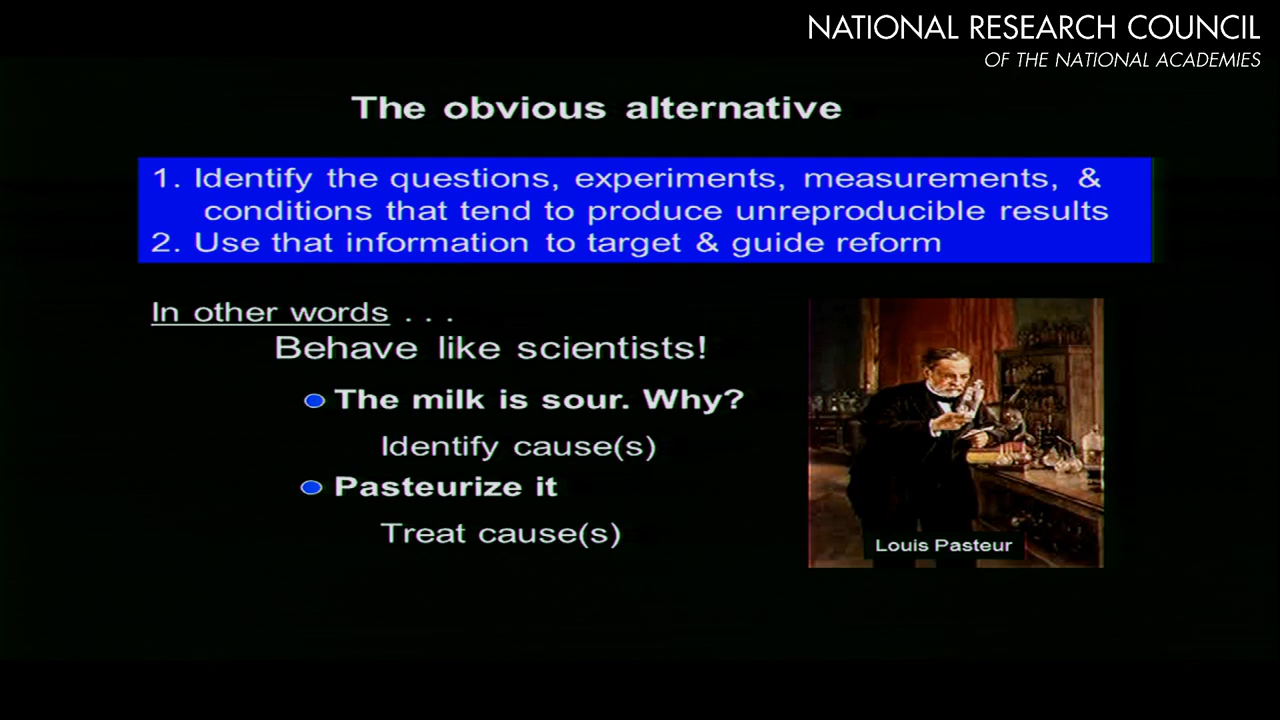 NATIONAL RESEARCH COUNCIL
OF THE NATIONAL ACADEMIES
The obvious alternative
1. Identify the questions, experiments, measurements, &
conditions that tend to produce unreproducible results
2. Use that information to target & guide reform
In other words . . .
Behave like scientists!
The milk is sour. Why?
Identify cause(s)
Pasteurize it
Treat cause(s)
Louis Pasteur